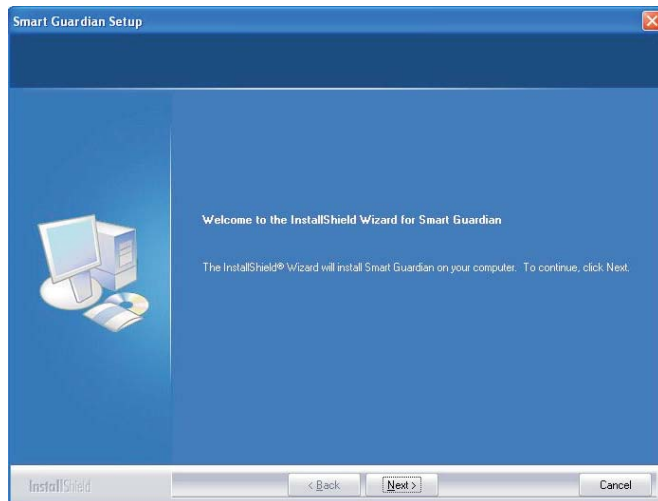 Smart Guardian Setup
Welcome to the InstallShield Wizard for Smart Guardian
The InstallShield® Wizard will install Smart Guardian on your computer. To continue, click Next.
InstallShield
< Back
Next >
Cancel